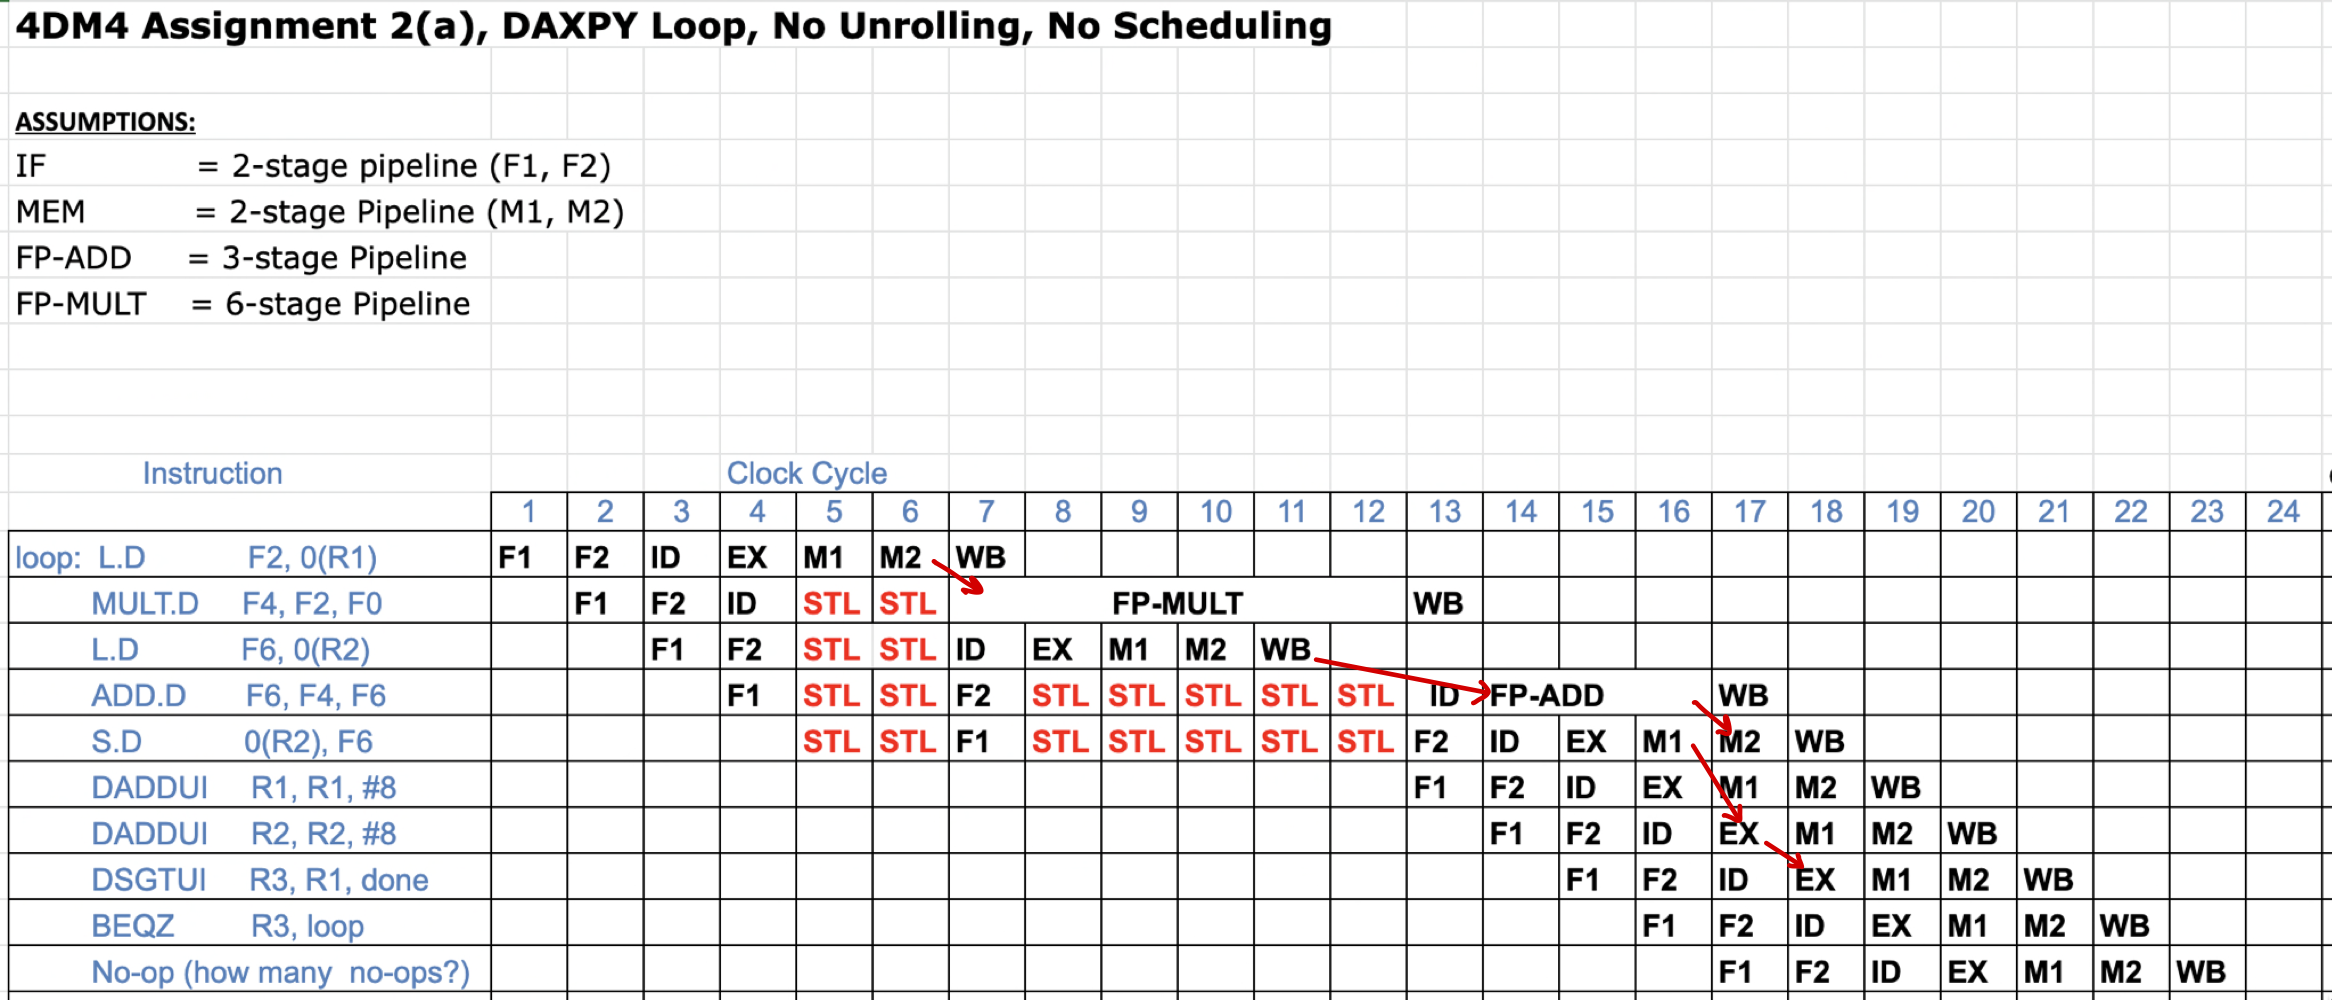 4DM4 Assignment 2(a), DAXPY Loop, No Unrolling, No Scheduling
ASSUMPTIONS:
IF = 2-stage pipeline (F1, F2)
MEM = 2-stage Pipeline (M1, M2)
FP-ADD = 3-stage Pipeline
FP-MULT = 6-stage Pipeline
Instruction Clock Cycle
1 2 3 4 5 6 7 8 9 10 11 12 13 14 15 16 17 18 19 20 21 22 23 24
loop: L.D F2, 0(R1) F1 F2 ID EX M1 M2 WB
MULT.D F4, F2, F0 F1 F2 ID STL STL FP-MULT WB
L.D F6, 0(R2) F1 F2 STL STL ID EX M1 M2 WB
ADD.D F6, F4, F6 F1 STL STL F2 STL STL STL STL STL ID FP-ADD WB
S.D 0(R2), F6 STL STL F1 STL STL STL STL STL F2 ID EX M1 M2 WB
DADDUI R1, R1, #8 F1 F2 ID EX M1 M2 WB
DADDUI R2, R2, #8 F1 F2 ID EX M1 M2 WB
DSGTUI R3, R1, done F1 F2 ID EX M1 M2 WB
BEQZ R3, loop F1 F2 ID EX M1 M2 WB
No-op (how many no-ops?) F1 F2 ID EX M1 M2 WB